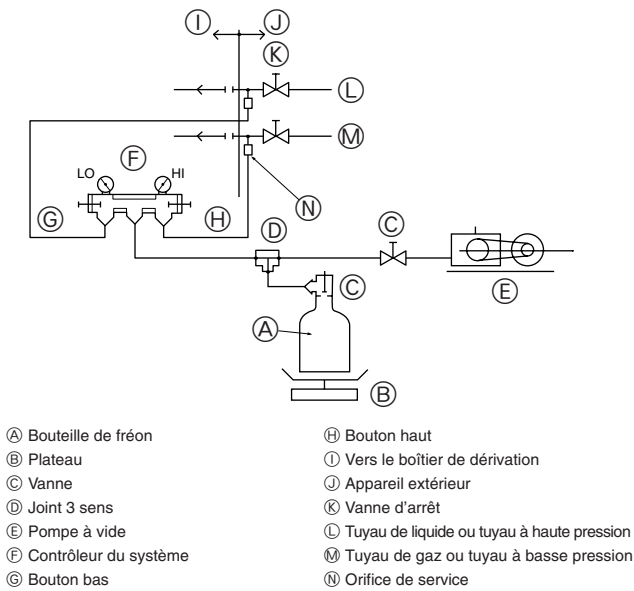 Ⓘ Ⓙ
Ⓚ
Ⓛ
Ⓕ
Ⓜ
LO HI
Ⓖ Ⓗ Ⓝ
Ⓓ Ⓒ
Ⓒ Ⓔ
Ⓐ
Ⓑ
Ⓐ Bouteille de fréon
Ⓑ Plateau
Ⓒ Vanne
Ⓓ Joint 3 sens
Ⓔ Pompe à vide
Ⓕ Contrôleur du système
Ⓖ Bouton bas
Ⓗ Bouton haut
Ⓘ Vers le boîtier de dérivation
Ⓙ Appareil extérieur
Ⓚ Vanne d'arrêt
Ⓛ Tuyau de liquide ou tuyau à haute pression
Ⓜ Tuyau de gaz ou tuyau à basse pression
Ⓝ Orifice de service